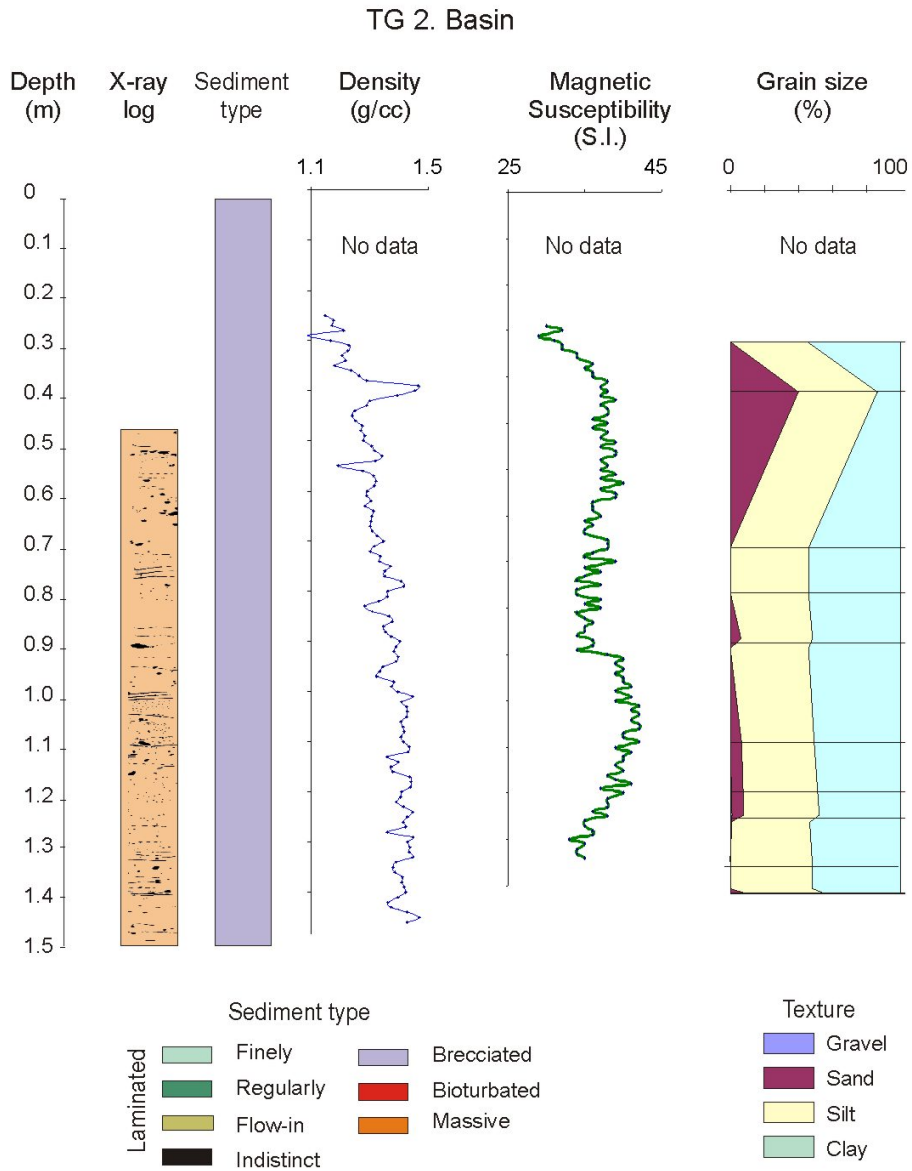 TG 2. Basin
Depth (m)
X-ray log
Sediment type
Density (g/cc)
Magnetic Susceptibility (S.I.)
Grain size (%)
1.1 1.5
25 45
0 100
0
0.1
0.2
0.3
0.4
0.5
0.6
0.7
0.8
0.9
1.0
1.1
1.2
1.3
1.4
1.5
No data
No data
No data
Sediment type
Laminated
Finely
Regularly
Flow-in
Indistinct
Brecciated
Bioturbated
Massive
Texture
Gravel
Sand
Silt
Clay